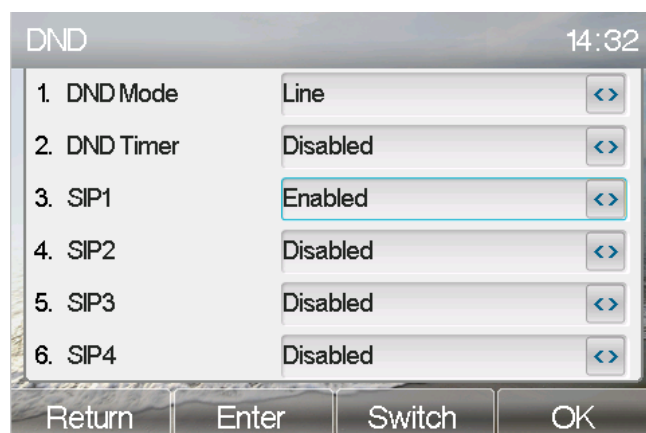 DND 14:32
1. DND Mode Line <>
2. DND Timer Disabled <>
3. SIP1 Enabled <>
4. SIP2 Disabled <>
5. SIP3 Disabled <>
6. SIP4 Disabled <>
Return Enter Switch OK